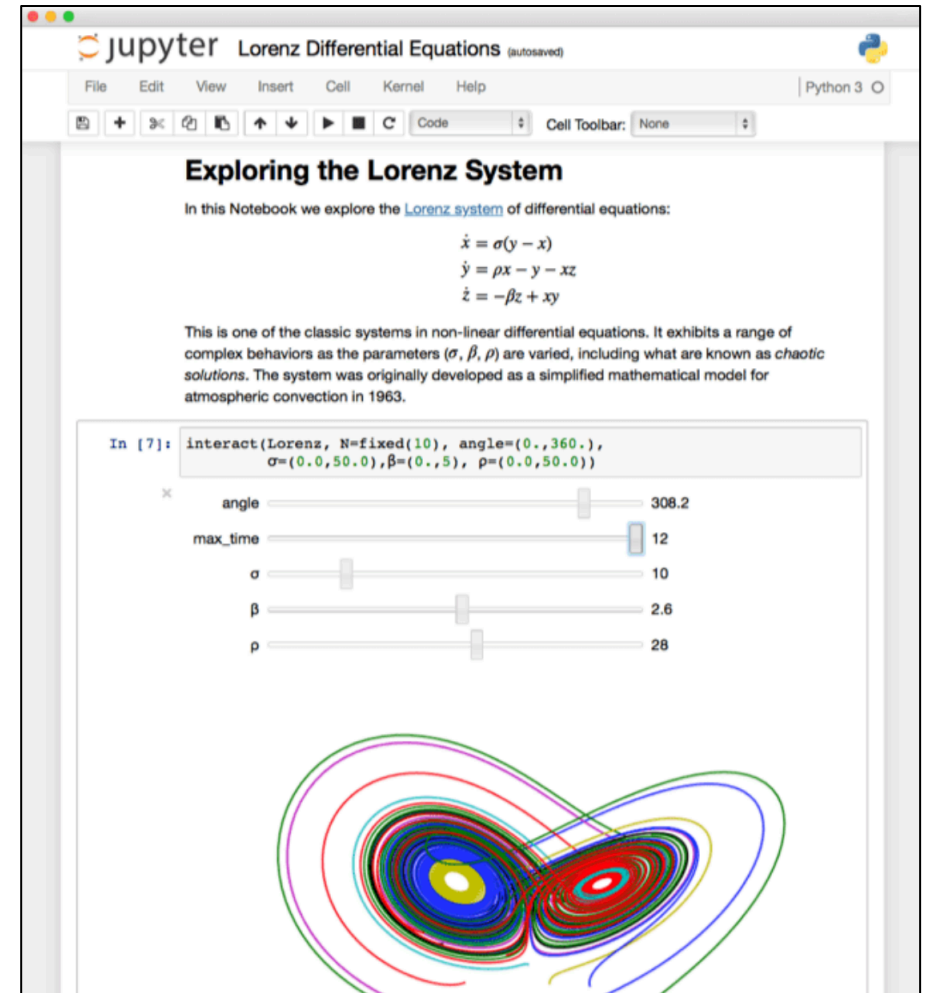 jupyter Lorenz Differential Equations (autosaved)
File Edit View Insert Cell Kernel Help Python 3
Code Cell Toolbar: None
Exploring the Lorenz System
In this Notebook we explore the Lorenz system of differential equations:
ẋ = σ(y − x)
ẏ = ρx − y − xz
ż = −βz + xy
This is one of the classic systems in non-linear differential equations. It exhibits a range of
complex behaviors as the parameters (σ, β, ρ) are varied, including what are known as chaotic
solutions. The system was originally developed as a simplified mathematical model for
atmospheric convection in 1963.
In [7]: interact(Lorenz, N=fixed(10), angle=(0.,360.),
σ=(0.0,50.0),β=(0.,5), ρ=(0.0,50.0))
angle 308.2
max_time 12
σ 10
β 2.6
ρ 28